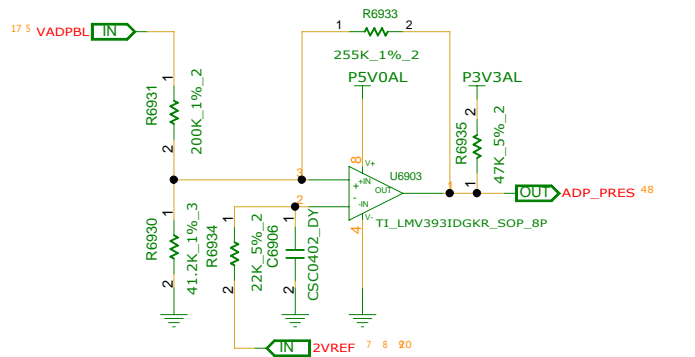 R6933
1 2
255K_1%_2
17 5 VADPBL IN
P5V0AL P3V3AL
1
R6931
200K_1%_2
2
2
R6935
47K_5%_2
1
8 V+
U6903
3 +IN
+
OUT
1
-
2 -IN
V-
4
OUT ADP_PRES 48
TI_LMV393IDGKR_SOP_8P
1
R6930
41.2K_1%_3
2
1
R6934
22K_5%_2
2
1
C6906
CSC0402_DY
2
IN 2VREF 7 8 9